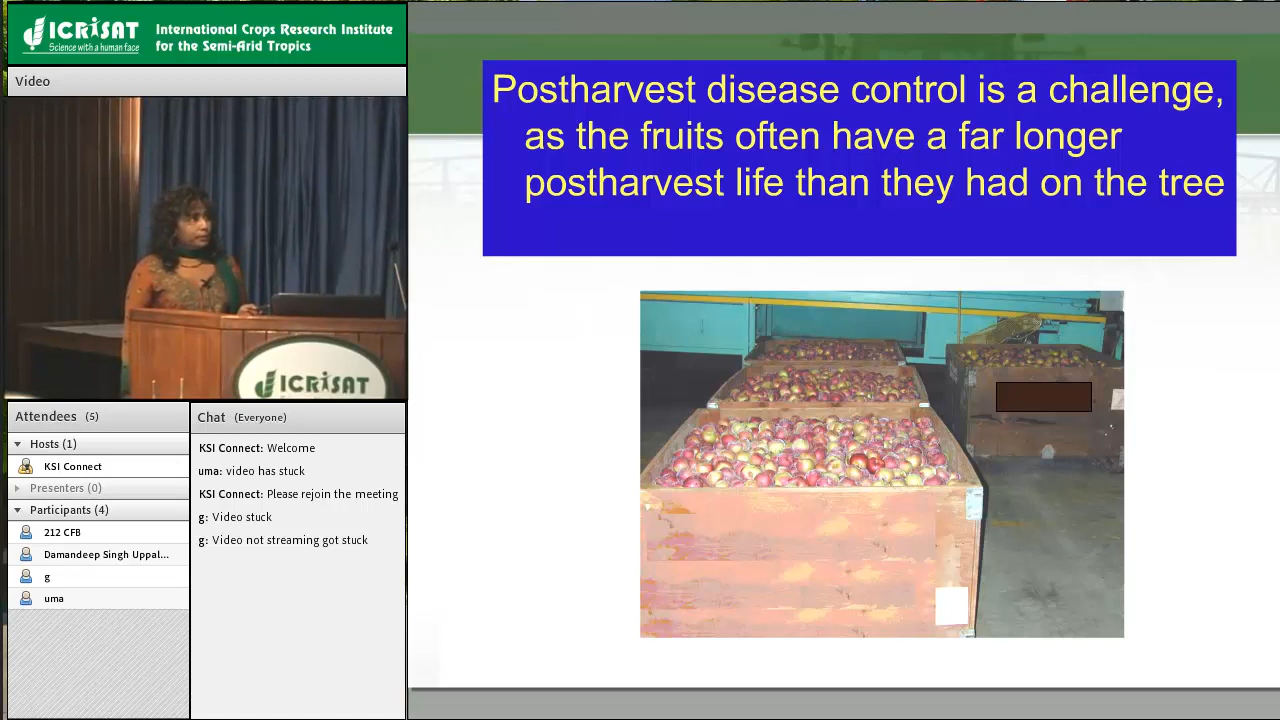 ICRISAT
Science with a human face
International Crops Research Institute
for the Semi-Arid Tropics
Video
ICRISAT
Attendees (5)
Hosts (1)
KSI Connect
Presenters (0)
Participants (4)
212 CFB
Damandeep Singh Uppal...
g
uma
Chat (Everyone)
KSI Connect: Welcome
uma: video has stuck
KSI Connect: Please rejoin the meeting
g: Video stuck
g: Video not streaming got stuck
Postharvest disease control is a challenge,
as the fruits often have a far longer
postharvest life than they had on the tree